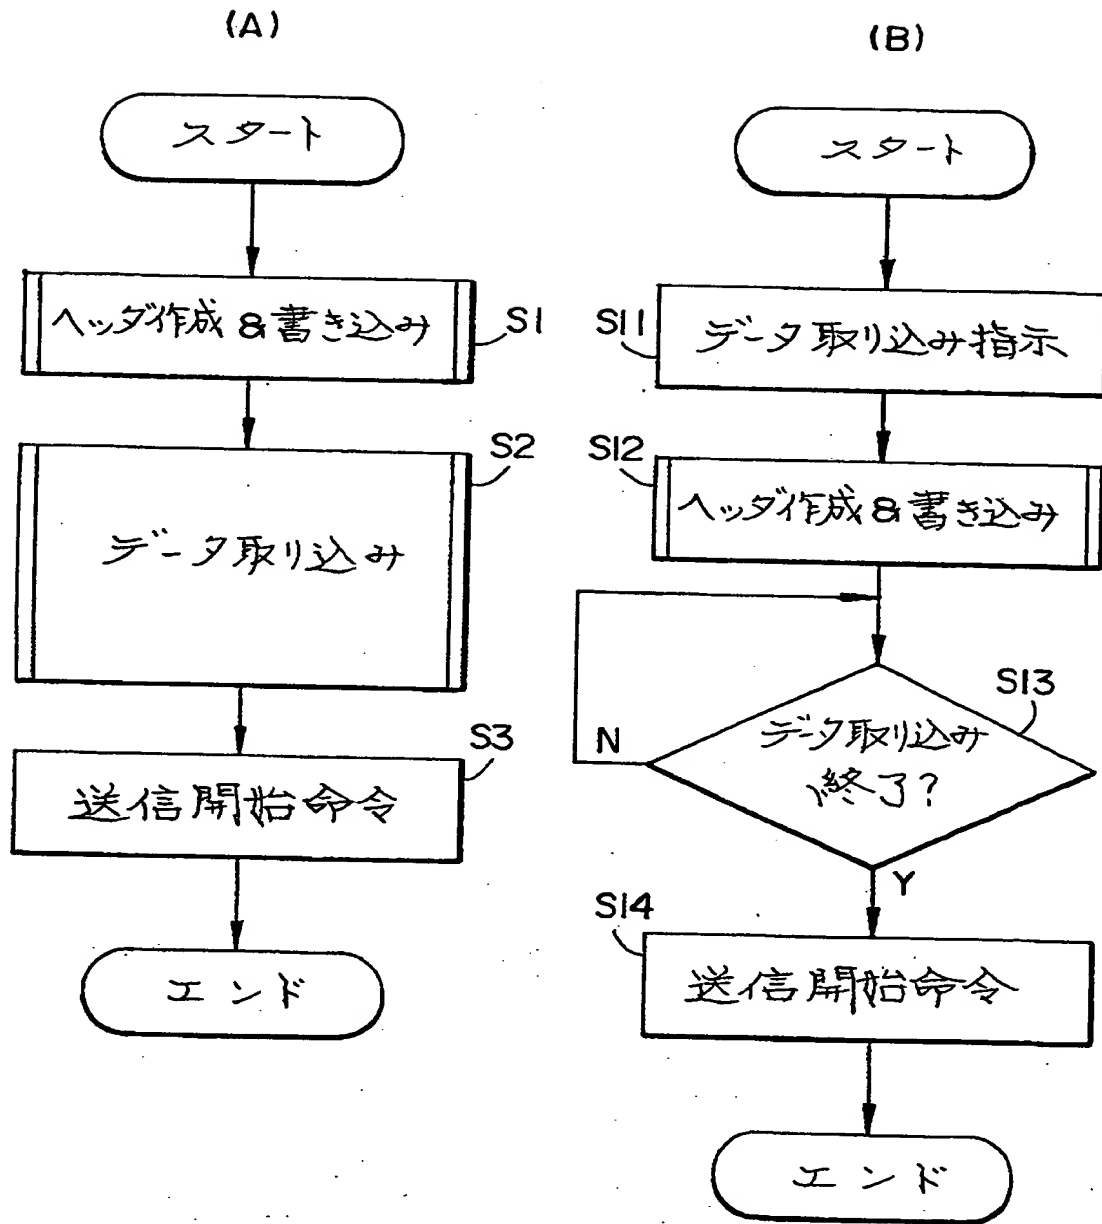 (A)
スタート
ヘッダ作成&書き込み
S1
データ取り込み
S2
送信開始命令
S3
エンド
(B)
スタート
S11
データ取り込み指示
S12
ヘッダ作成&書き込み
S13
データ取り込み
終了?
N
Y
S14
送信開始命令
エンド